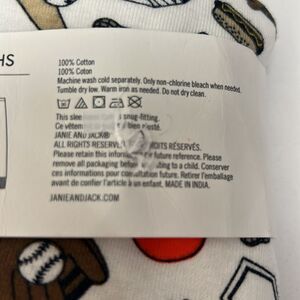 HS
100% Cotton
100% Coton
Machine wash cold separately. Only non-chlorine bleach when needed.
Tumble dry low. Warm iron as needed. Do not dry clean.
This snug-fitting.
Ce vêtem bien ajusté.
JANIE AND JACK®
ALL RIGHTS RESERVED RÉSERVÉS.
Please retain this future reference. Please
remove all packaging before to a child. Conserver
ces informations pour consultation future. Retirer l'emballage
avant de confier l'article à un enfant. MADE IN INDIA.
JANIEANDJACK.COM